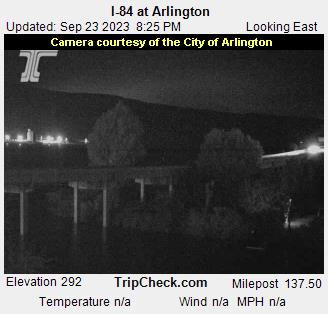 I-84 at Arlington
Updated: Sep 23 2023 8:25 PM Looking East
Camera courtesy of the City of Arlington
Elevation 292 TripCheck.com Milepost 137.50
Temperature n/a Wind n/a MPH n/a